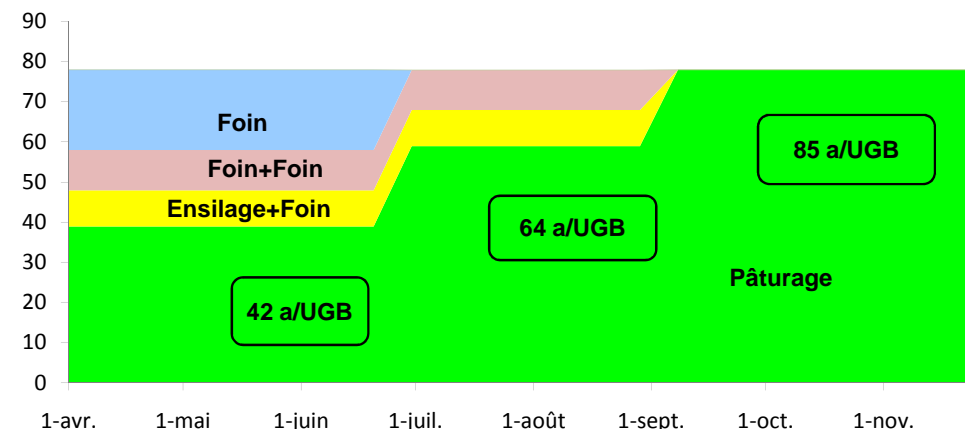 90
80
70
60
50
40
30
20
10
0
Foin
Foin+Foin
Ensilage+Foin
42 a/UGB
64 a/UGB
85 a/UGB
Pâturage
1-avr. 1-mai 1-juin 1-juil. 1-août 1-sept. 1-oct. 1-nov.